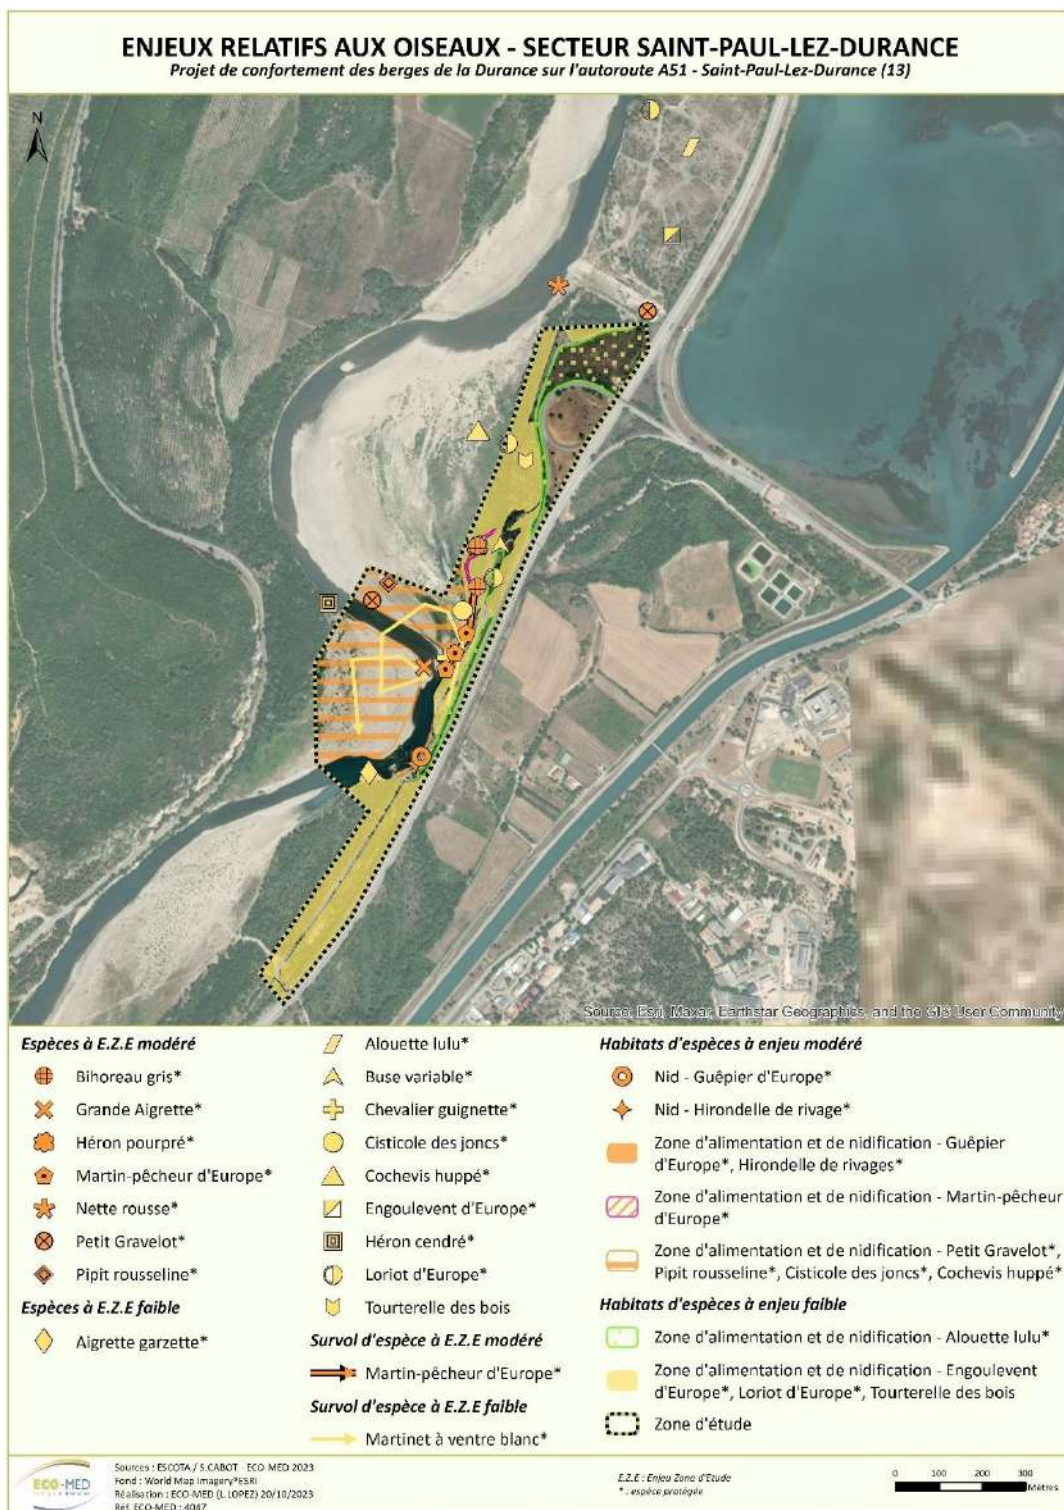 ENJEUX RELATIFS AUX OISEAUX - SECTEUR SAINT-PAUL-LEZ-DURANCE
Projet de confortement des berges de la Durance sur l'autoroute A51 - Saint-Paul-Lez-Durance (13)
N
Source: Esri, Maxar, Earthstar Geographics, and the GIS User Community
Espèces à E.Z.E modéré
Bihoreau gris*
Grande Aigrette*
Héron pourpré*
Martin-pêcheur d'Europe*
Nette rousse*
Petit Gravelot*
Pipit rousseline*
Espèces à E.Z.E faible
Aigrette garzette*
Alouette lulu*
Buse variable*
Chevalier guignette*
Cisticole des joncs*
Cochevis huppé*
Engoulevent d'Europe*
Héron cendré*
Loriot d'Europe*
Tourterelle des bois
Survol d'espèce à E.Z.E modéré
Martin-pêcheur d'Europe*
Survol d'espèce à E.Z.E faible
Martinet à ventre blanc*
Habitats d'espèces à enjeu modéré
Nid - Guêpier d'Europe*
Nid - Hirondelle de rivage*
Zone d'alimentation et de nidification - Guêpier
d'Europe*, Hirondelle de rivages*
Zone d'alimentation et de nidification - Martin-pêcheur
d'Europe*
Zone d'alimentation et de nidification - Petit Gravelot*,
Pipit rousseline*, Cisticole des joncs*, Cochevis huppé*
Habitats d'espèces à enjeu faible
Zone d'alimentation et de nidification - Alouette lulu*
Zone d'alimentation et de nidification - Engoulevent
d'Europe*, Loriot d'Europe*, Tourterelle des bois
Zone d'étude
ECO-MED
Sources : ESCOTA / S.CABOT - ECO-MED 2023
Fond : World Map Imagery®ESRI
Réalisation : ECO-MED (L.LOPEZ) 20/10/2023
Réf. ECO-MED : 4047
E.Z.E : Enjeu Zone d'Etude
* : espèce protégée
0 100 200 300
Mètres